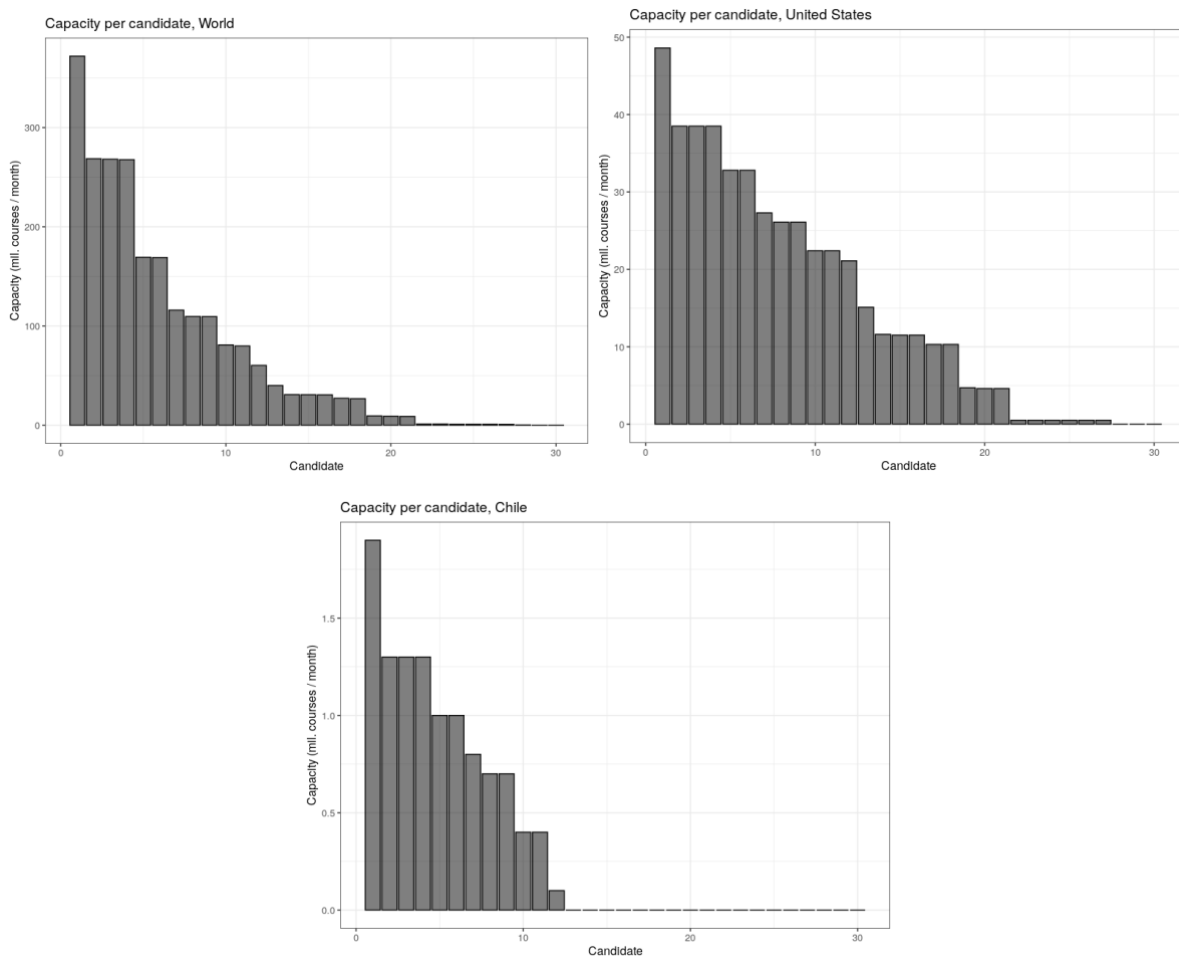 Capacity per candidate, World
300
200
100
0
Capacity (mil. courses / month)
0 10 20 30
Candidate
Capacity per candidate, United States
50
40
30
20
10
0
Capacity (mil. courses / month)
0 10 20 30
Candidate
Capacity per candidate, Chile
1.5
1.0
0.5
0.0
Capacity (mil. courses / month)
0 10 20 30
Candidate